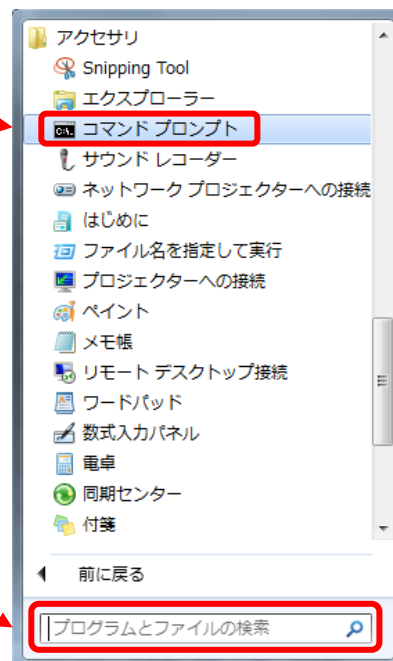 アクセサリ
Snipping Tool
エクスプローラー
コマンド プロンプト
サウンド レコーダー
ネットワーク プロジェクターへの接続
はじめに
ファイル名を指定して実行
プロジェクターへの接続
ペイント
メモ帳
リモート デスクトップ接続
ワードパッド
数式入力パネル
電卓
同期センター
付箋
前に戻る
プログラムとファイルの検索